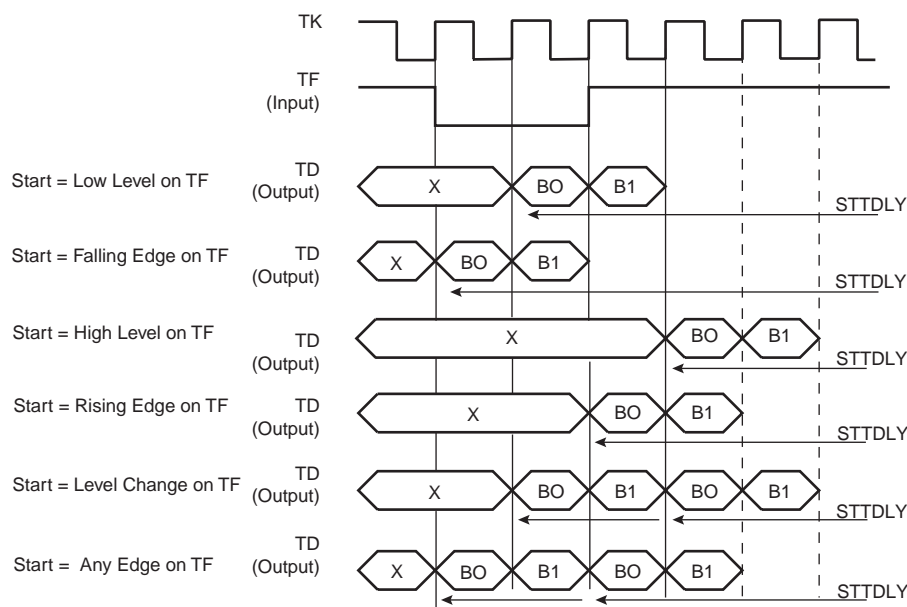 TK
TF
(Input)
Start = Low Level on TF
TD
(Output)
X
BO
B1
STTDLY
Start = Falling Edge on TF
TD
(Output)
X
BO
B1
STTDLY
Start = High Level on TF
TD
(Output)
X
BO
B1
STTDLY
Start = Rising Edge on TF
TD
(Output)
X
BO
B1
STTDLY
Start = Level Change on TF
TD
(Output)
X
BO
B1
BO
B1
STTDLY
Start = Any Edge on TF
TD
(Output)
X
BO
B1
BO
B1
STTDLY